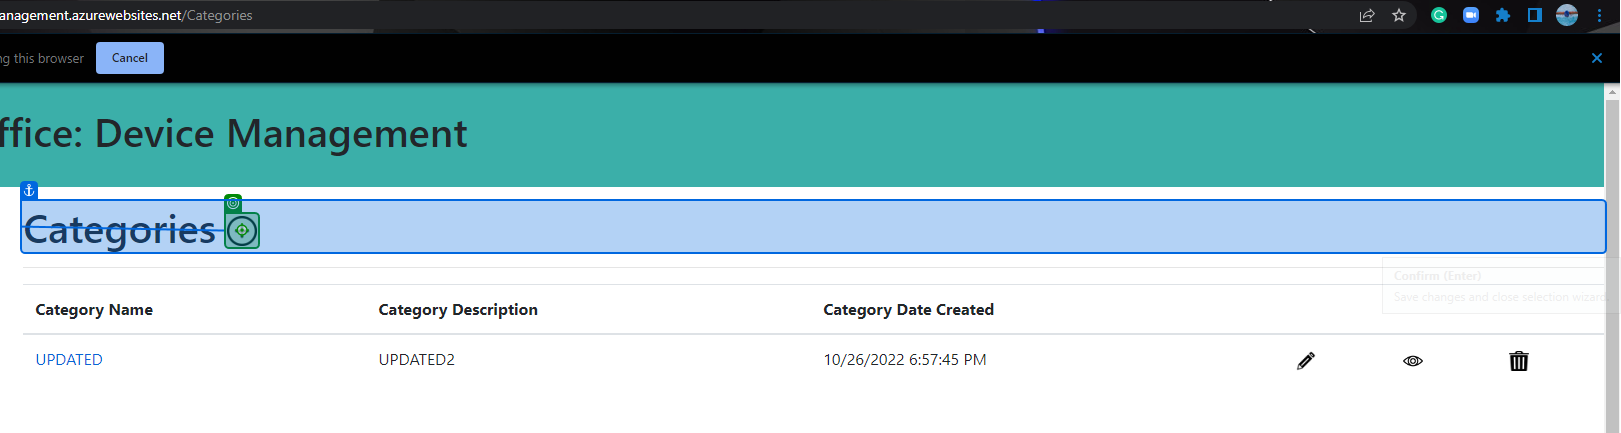 anagement.azurewebsites.net/Categories
ng this browser Cancel
ffice: Device Management
Categories
Confirm (Enter)
Save changes and close selection wizard
Category Name Category Description Category Date Created
UPDATED UPDATED2 10/26/2022 6:57:45 PM